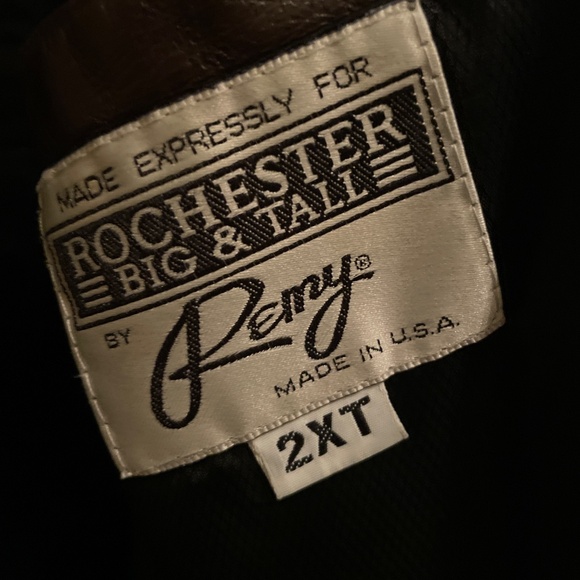 MADE EXPRESSLY FOR
ROCHESTER
BIG & TALL
BY Remy®
MADE IN U.S.A.
2XT